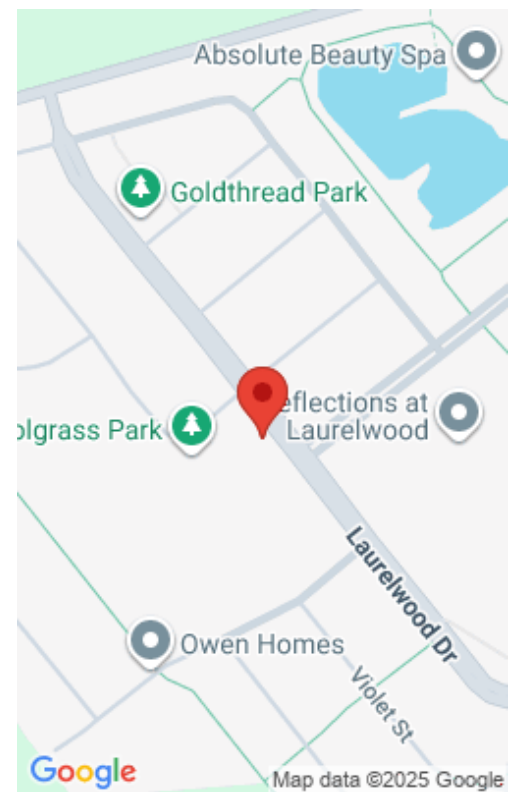 Absolute Beauty Spa
Goldthread Park
olgrass Park
eflections at
Laurelwood
Laurelwood Dr
Owen Homes
Violet St
Google
Map data ©2025 Google